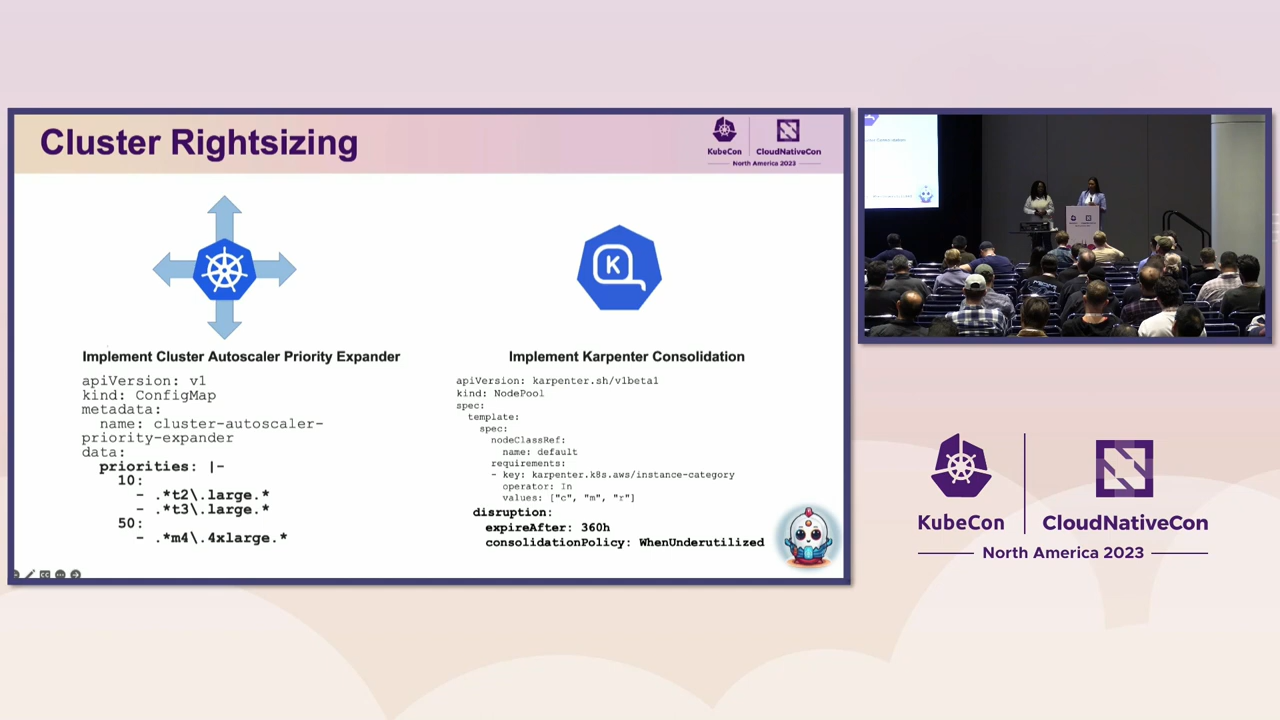 Cluster Rightsizing
KubeCon
CloudNativeCon
North America 2023
Implement Cluster Autoscaler Priority Expander
apiVersion: v1
kind: ConfigMap
metadata:
name: cluster-autoscaler-
priority-expander
data:
priorities: |-
10:
- .*t2\.large.*
- .*t3\.large.*
50:
- .*m4\.4xlarge.*
K
Implement Karpenter Consolidation
apiVersion: karpenter.sh/v1beta1
kind: NodePool
spec:
template:
spec:
nodeClassRef:
name: default
requirements:
- key: karpenter.k8s.aws/instance-category
operator: In
values: ["c", "m", "r"]
disruption:
expireAfter: 360h
consolidationPolicy: WhenUnderutilized
KubeCon
CloudNativeCon
North America 2023